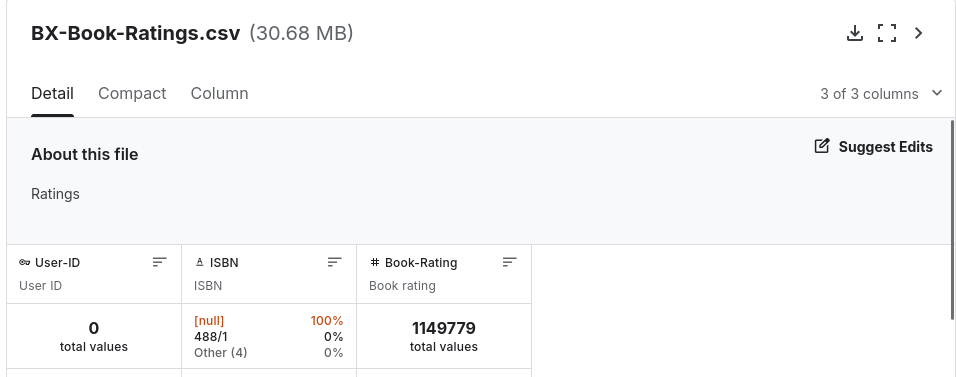 BX-Book-Ratings.csv (30.68 MB)
Detail Compact Column 3 of 3 columns
About this file
Suggest Edits
Ratings
User-ID
User ID
A ISBN
ISBN
# Book-Rating
Book rating
0
total values
[null] 100%
488/1 0%
Other (4) 0%
1149779
total values